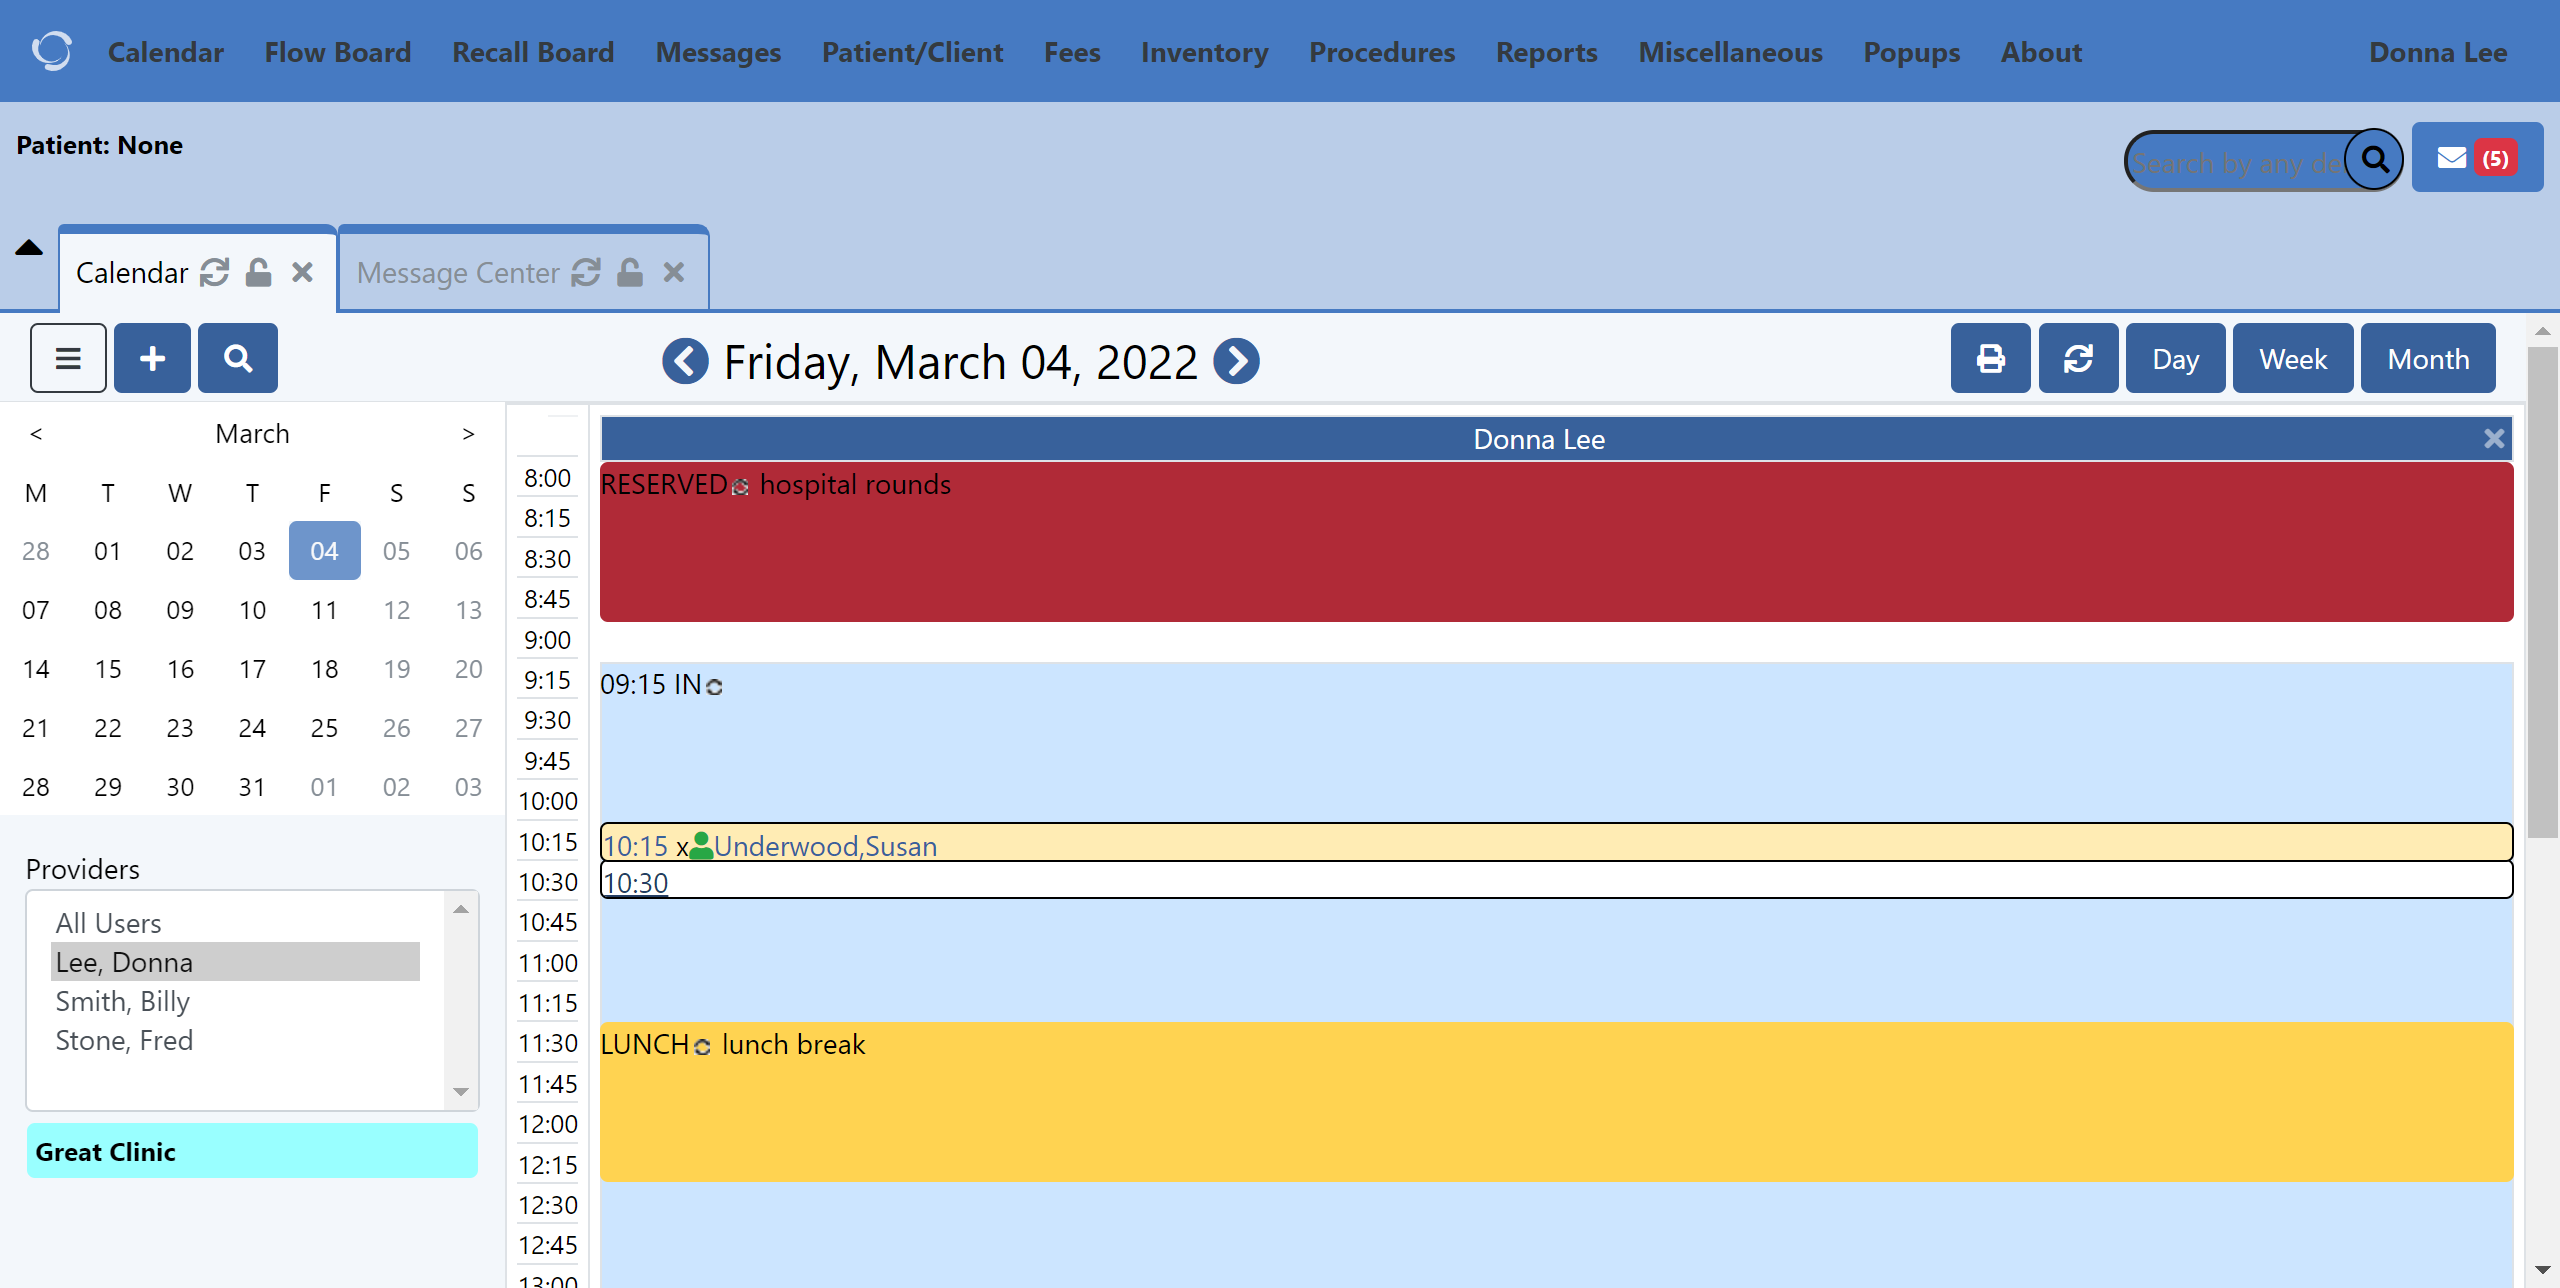 Calendar Flow Board Recall Board Messages Patient/Client Fees Inventory Procedures Reports Miscellaneous Popups About Donna Lee
Patient: None
Search by any de
(5)
Calendar
Message Center
Friday, March 04, 2022
Day Week Month
< March >
M T W T F S S
28 01 02 03 04 05 06
07 08 09 10 11 12 13
14 15 16 17 18 19 20
21 22 23 24 25 26 27
28 29 30 31 01 02 03
Providers
All Users
Lee, Donna
Smith, Billy
Stone, Fred
Great Clinic
Donna Lee
8:00
RESERVED hospital rounds
8:15
8:30
8:45
9:00
9:15
09:15 IN
9:30
9:45
10:00
10:15
10:15 x Underwood,Susan
10:30
10:30
10:45
11:00
11:15
11:30
LUNCH lunch break
11:45
12:00
12:15
12:30
12:45
13:00